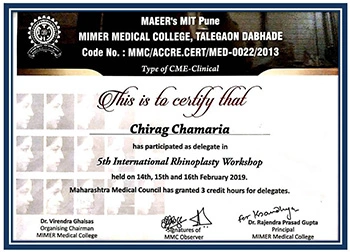 MAEER's MIT Pune
MIMER MEDICAL COLLEGE, TALEGAON DABHADE
Code No. : MMC/ACCRE.CERT/MED-0022/2013
Type of CME-Clinical
This is to certify that
Chirag Chamaria
has participated as delegate in
5th International Rhinoplasty Workshop
held on 14th, 15th and 16th February 2019.
Maharashtra Medical Council has granted 3 credit hours for delegates.
for
Dr. Virendra Ghaisas
Organising Chairman
MIMER Medical College
Signatures of
MMC Observer
Dr. Rajendra Prasad Gupta
Principal
MIMER Medical College